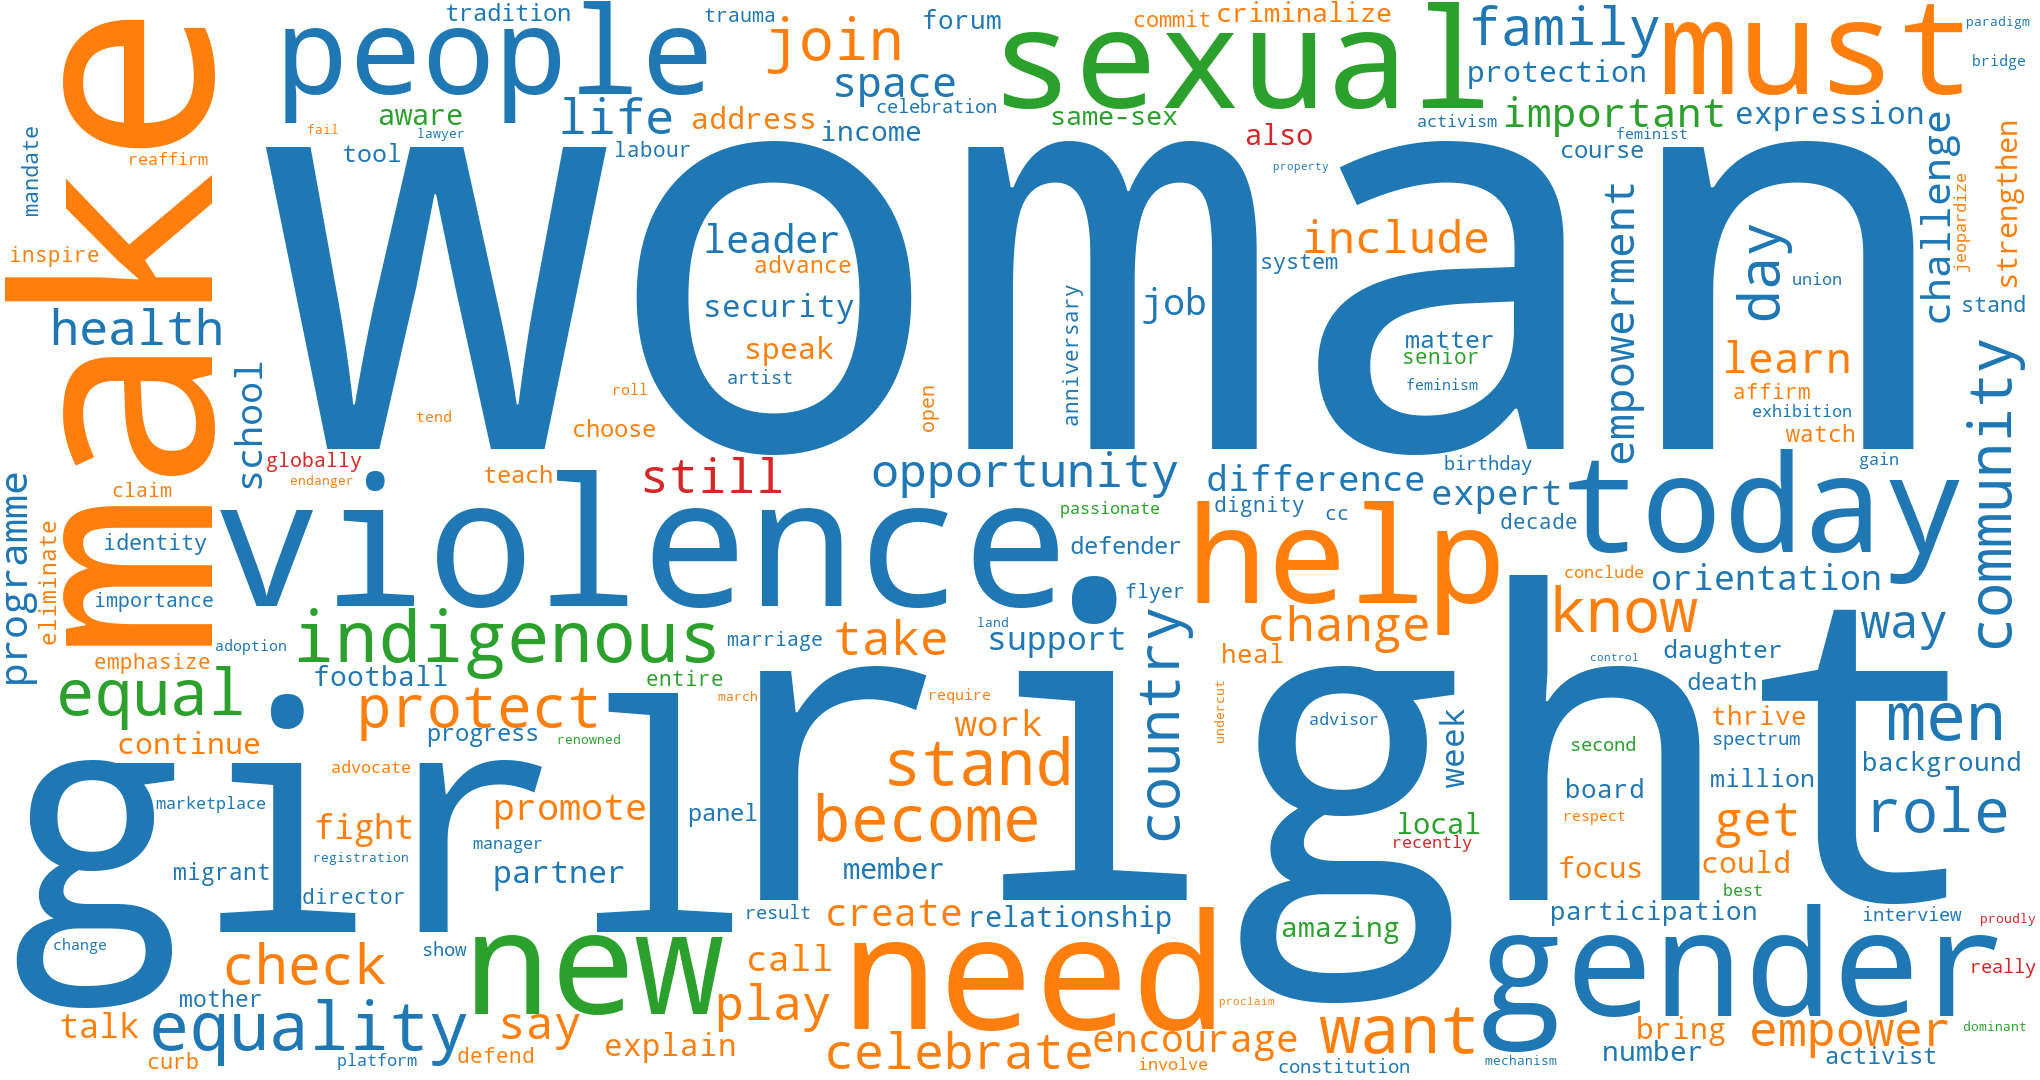 tradition
trauma
forum
commit
criminalize
paradigm
people
join
space
sexual
family
must
bridge
protection
make
aware
life
address
celebration
income
same-sex
also
activism
important
expression
feminist
course
fail
lawyer
tool
labour
property
mandate
reaffirm
woman
challenge
strengthen
jeopardize
inspire
leader
advance
security
speak
artist
anniversary
job
system
include
matter
senior
feminism
empowerment
day
union
stand
learn
affirm
exhibition
watch
health
school
tend
roll
choose
open
community
globally
endanger
teach
still
opportunity
difference
birthday
gain
expert
today
claim
programme
eliminate
identity
importance
violence
passionate
dignity
cc
decade
defender
help
flyer
conclude
orientation
adoption
indigenous
marriage
take
land
support
country
change
heal
know
way
control
daughter
death
emphasize
equal
football
entire
protect
march
require
undercut
right
advisor
week
men
thrive
spectrum
second
background
continue
progress
renowned
work
stand
girl
advocate
marketplace
promote
panel
become
million
board
role
respect
get
local
recently
fight
manager
registration
migrant
partner
member
focus
could
director
best
result
create
relationship
amazing
participation
interview
proudly
change
show
new
need
gender
check
call
really
mother
play
proclaim
talk
equality
say
want
bring
empower
dominant
curb
platform
defend
explain
celebrate
encourage
involve
constitution
mechanism
number
activist